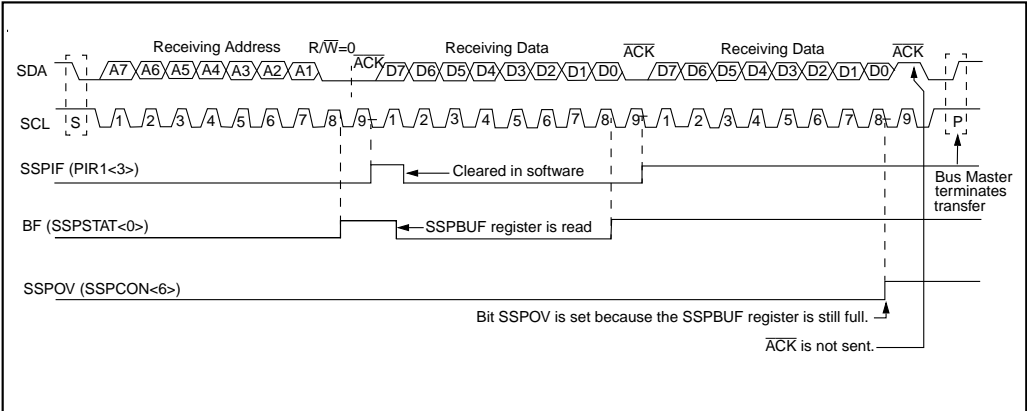 Receiving Address R/W=0 ACK Receiving Data ACK Receiving Data ACK
SDA A7 A6 A5 A4 A3 A2 A1 D7 D6 D5 D4 D3 D2 D1 D0 D7 D6 D5 D4 D3 D2 D1 D0
SCL S 1 2 3 4 5 6 7 8 9 1 2 3 4 5 6 7 8 9 1 2 3 4 5 6 7 8 9 P
SSPIF (PIR1<3>) Cleared in software
Bus Master
terminates
transfer
BF (SSPSTAT<0>) SSPBUF register is read
SSPOV (SSPCON<6>)
Bit SSPOV is set because the SSPBUF register is still full.
ACK is not sent.